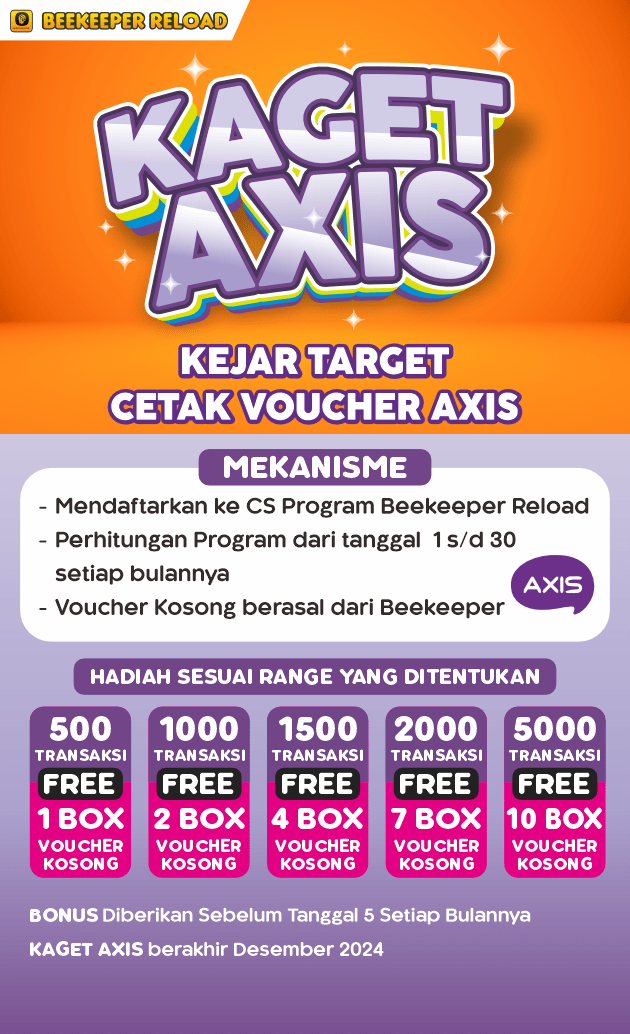 BEEKEEPER RELOAD
KAGET
AXIS
KEJAR TARGET
CETAK VOUCHER AXIS
MEKANISME
- Mendaftarkan ke CS Program Beekeeper Reload
- Perhitungan Program dari tanggal 1 s/d 30
setiap bulannya
- Voucher Kosong berasal dari Beekeeper
AXIS
HADIAH SESUAI RANGE YANG DITENTUKAN
500
TRANSAKSI
FREE
1 BOX
VOUCHER
KOSONG
1000
TRANSAKSI
FREE
2 BOX
VOUCHER
KOSONG
1500
TRANSAKSI
FREE
4 BOX
VOUCHER
KOSONG
2000
TRANSAKSI
FREE
7 BOX
VOUCHER
KOSONG
5000
TRANSAKSI
FREE
10 BOX
VOUCHER
KOSONG
BONUS Diberikan Sebelum Tanggal 5 Setiap Bulannya
KAGET AXIS berakhir Desember 2024